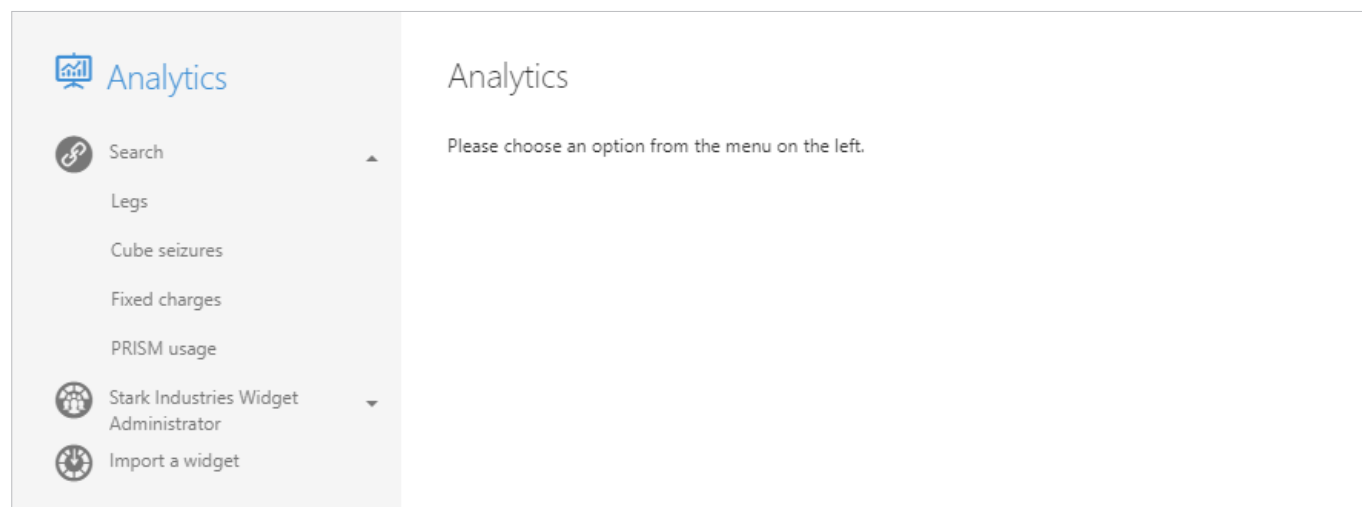 Analytics
Search
Legs
Cube seizures
Fixed charges
PRISM usage
Stark Industries Widget
Administrator
Import a widget
Analytics
Please choose an option from the menu on the left.